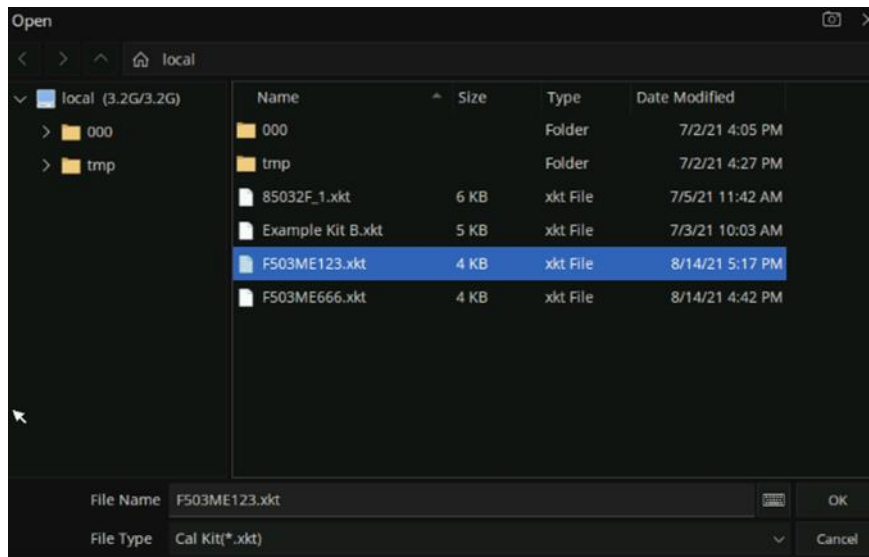 Open
local
local (3.2G/3.2G)
000
tmp
Name Size Type Date Modified
000 Folder 7/2/21 4:05 PM
tmp Folder 7/2/21 4:27 PM
85032F_1.xkt 6 KB xkt File 7/5/21 11:42 AM
Example Kit B.xkt 5 KB xkt File 7/3/21 10:03 AM
F503ME123.xkt 4 KB xkt File 8/14/21 5:17 PM
F503ME666.xkt 4 KB xkt File 8/14/21 4:42 PM
File Name F503ME123.xkt OK
File Type Cal Kit(*.xkt) Cancel